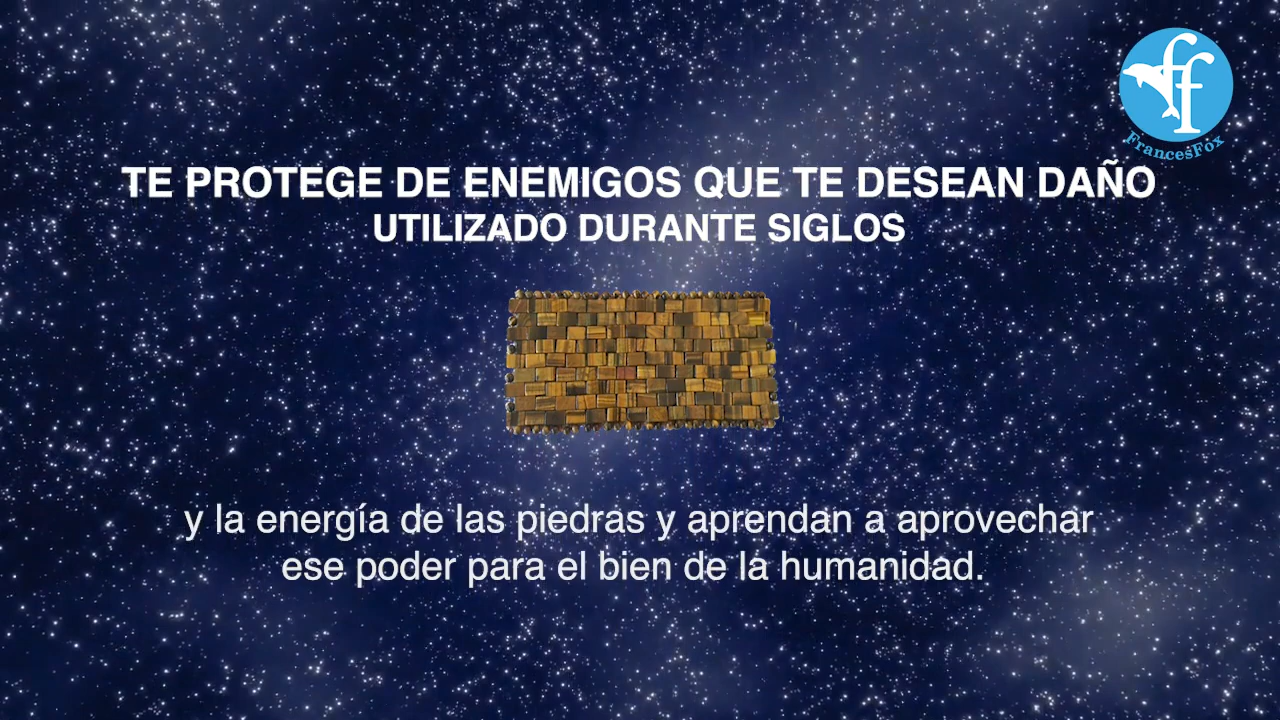 ff
FrancesFox
TE PROTEGE DE ENEMIGOS QUE TE DESEAN DAÑO
UTILIZADO DURANTE SIGLOS
y la energía de las piedras y aprendan a aprovechar
ese poder para el bien de la humanidad.